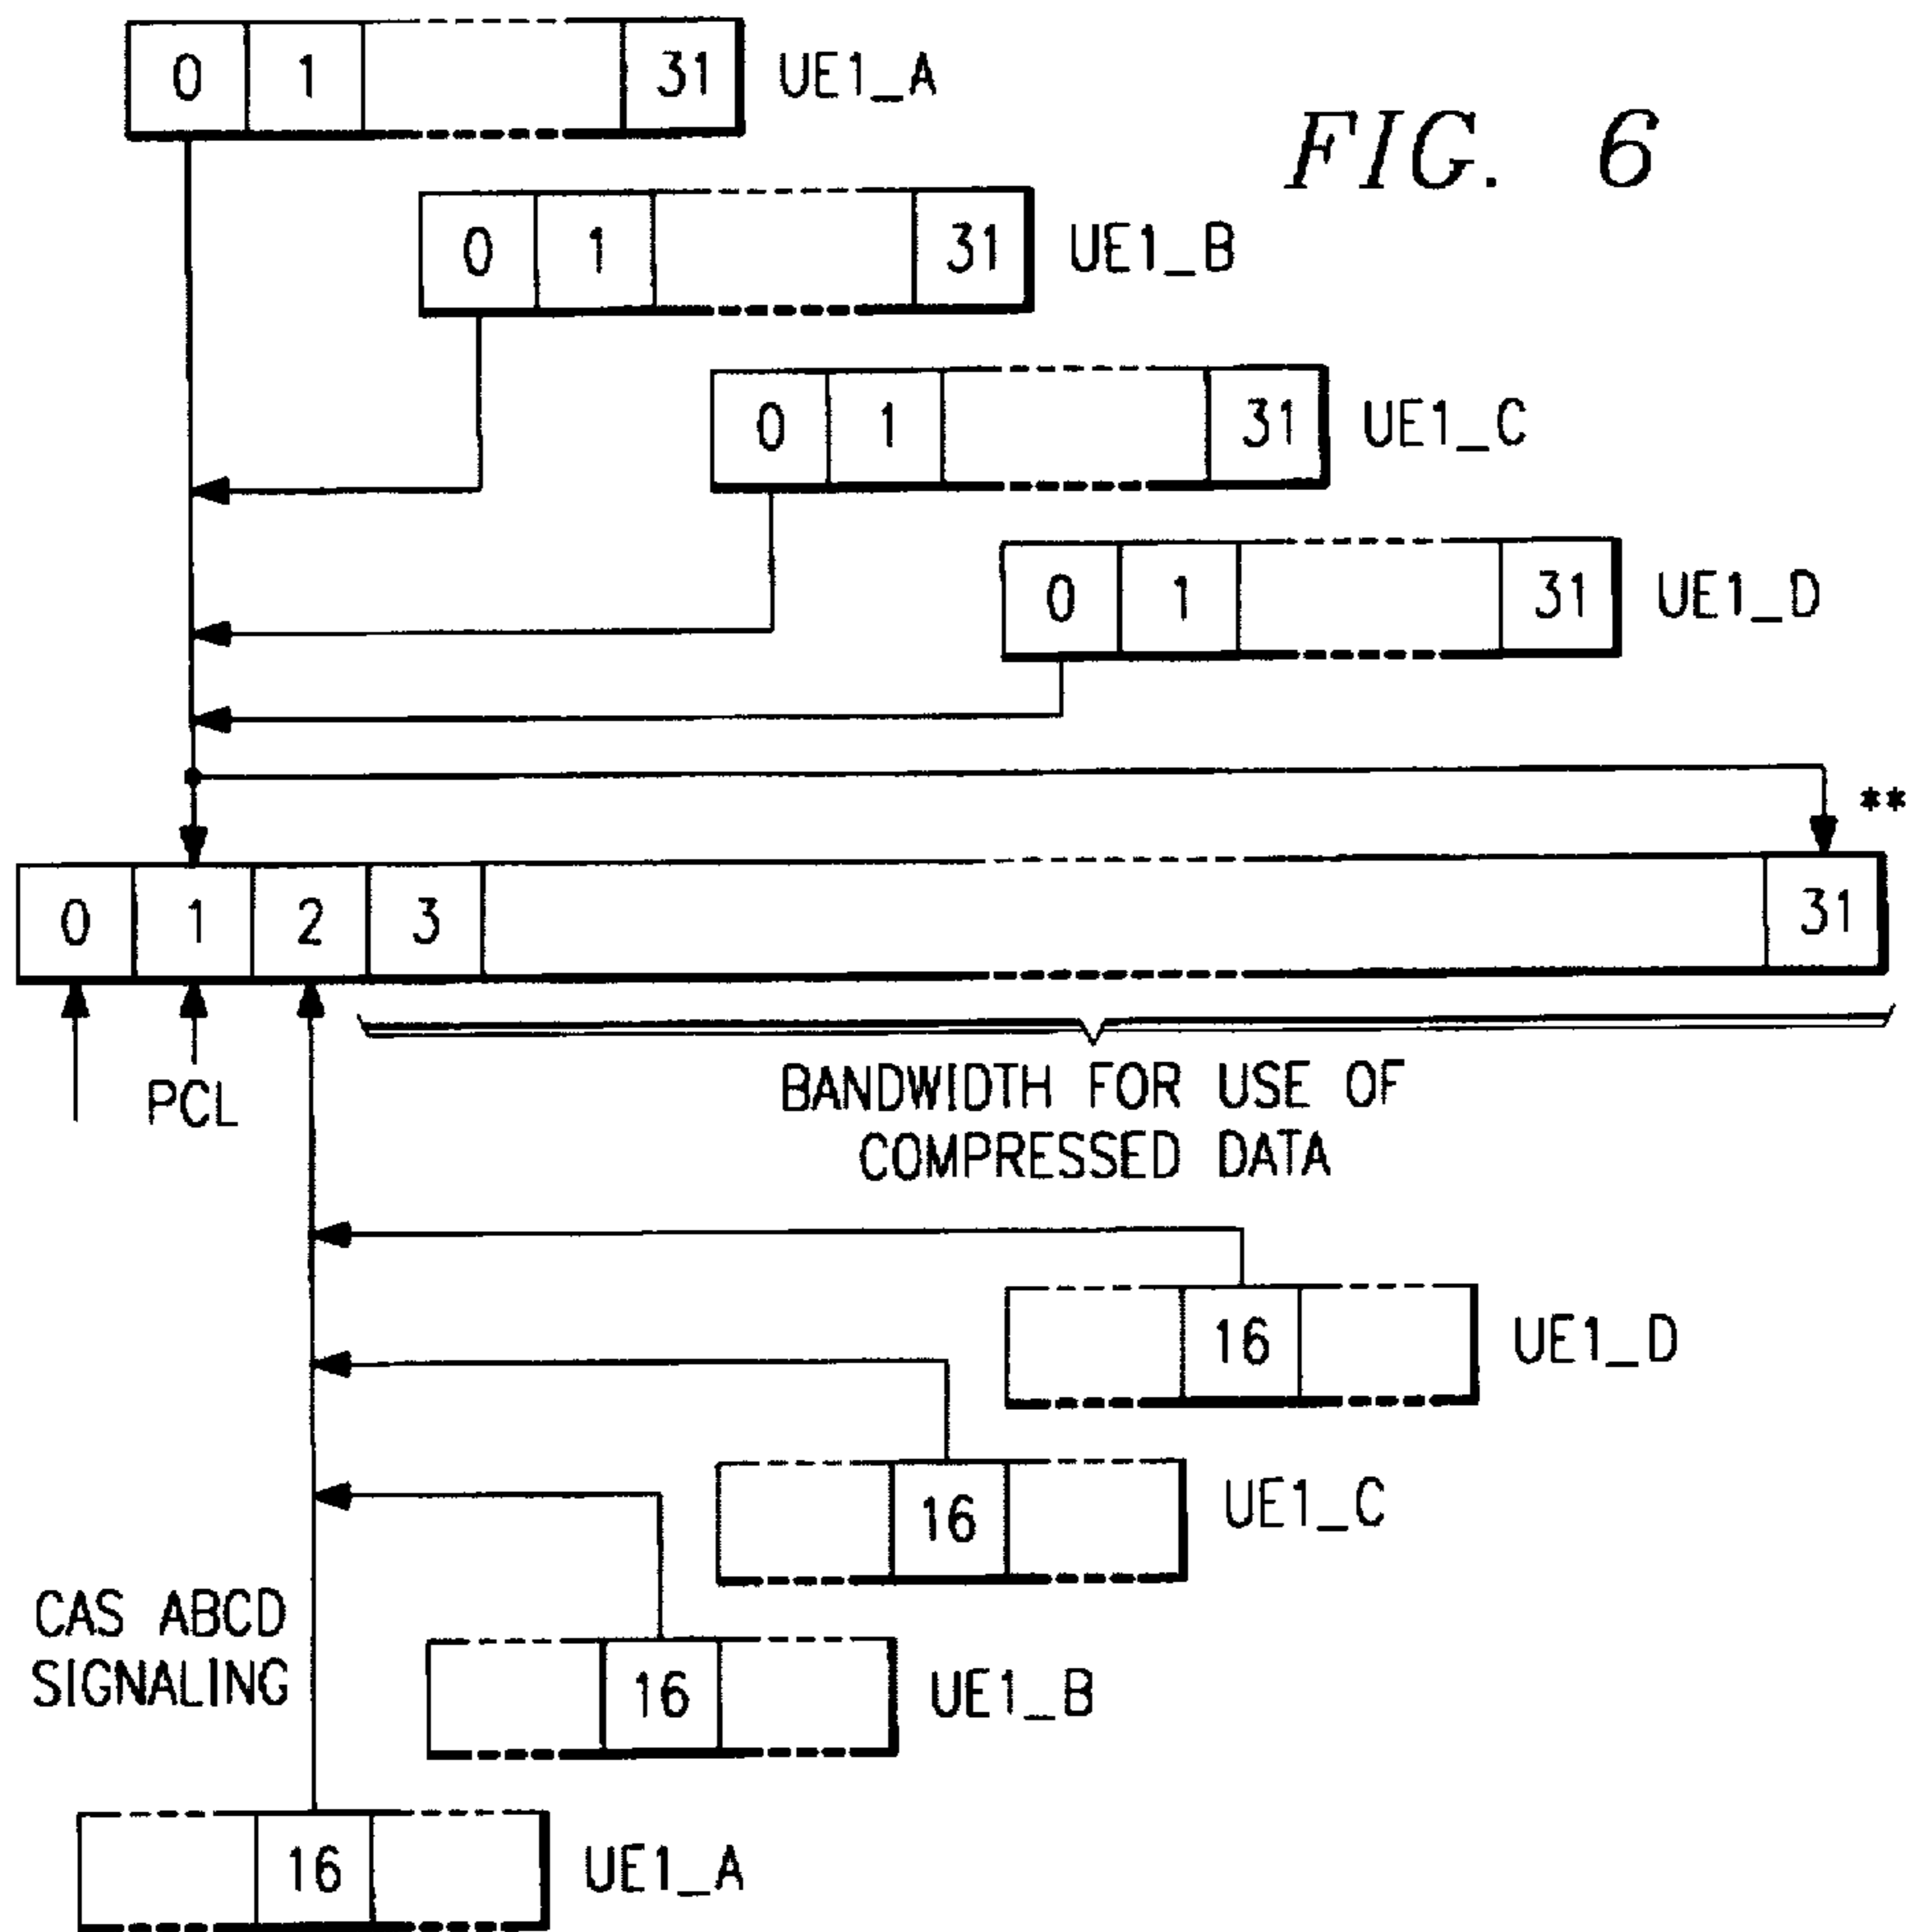 0 1 31 UE1_A
FIG. 6
0 1 31 UE1_B
0 1 31 UE1_C
0 1 31 UE1_D
**
0 1 2 3 31
PCL
BANDWIDTH FOR USE OF
COMPRESSED DATA
16 UE1_D
16 UE1_C
CAS ABCD
SIGNALING
16 UE1_B
16 UE1_A